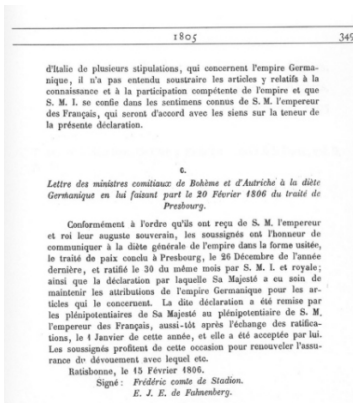 1805 349
d'Italie de plusieurs stipulations, qui concernent l'empire Germa-
nique, il n'a pas entendu soustraire les articles y relatifs à la
connaissance et à la participation compétente de l'empire et que
S. M. I. se confie dans les sentimens connus de S. M. l'empereur
des Français, qui seront d'accord avec les siens sur la teneur de
la présente déclaration.
c.
Lettre des ministres comitiaux de Bohème et d'Autriche à la diète
Germanique en lui faisant part le 20 Février 1806 du traité de
Presbourg.
Conformément à l'ordre qu'ils ont reçu de S. M. l'empereur
et roi leur auguste souverain, les soussignés ont l'honneur de
communiquer à la diète générale de l'empire dans la forme usitée,
le traité de paix conclu à Presbourg, le 26 Décembre de l'année
dernière, et ratifié le 30 du même mois par S. M. I. et royale;
ainsi que la déclaration par laquelle Sa Majesté a eu soin de
maintenir les attributions de l'empire Germanique pour les ar-
ticles qui le concernent. La dite déclaration a été remise par
les plénipotentiaires de Sa Majesté au plénipotentiaire de S. M.
l'empereur des Français, aussi-tôt après l'échange des ratifica-
tions, le 1 Janvier de cette année, et elle a été acceptée par lui.
Les soussignés profitent de cette occasion pour renouveler l'assu-
rance du dévouement avec lequel etc.
Ratisbonne, le 15 Février 1806.
Signé: Frédéric comte de Stadion.
E. J. E. de Fahnenberg.